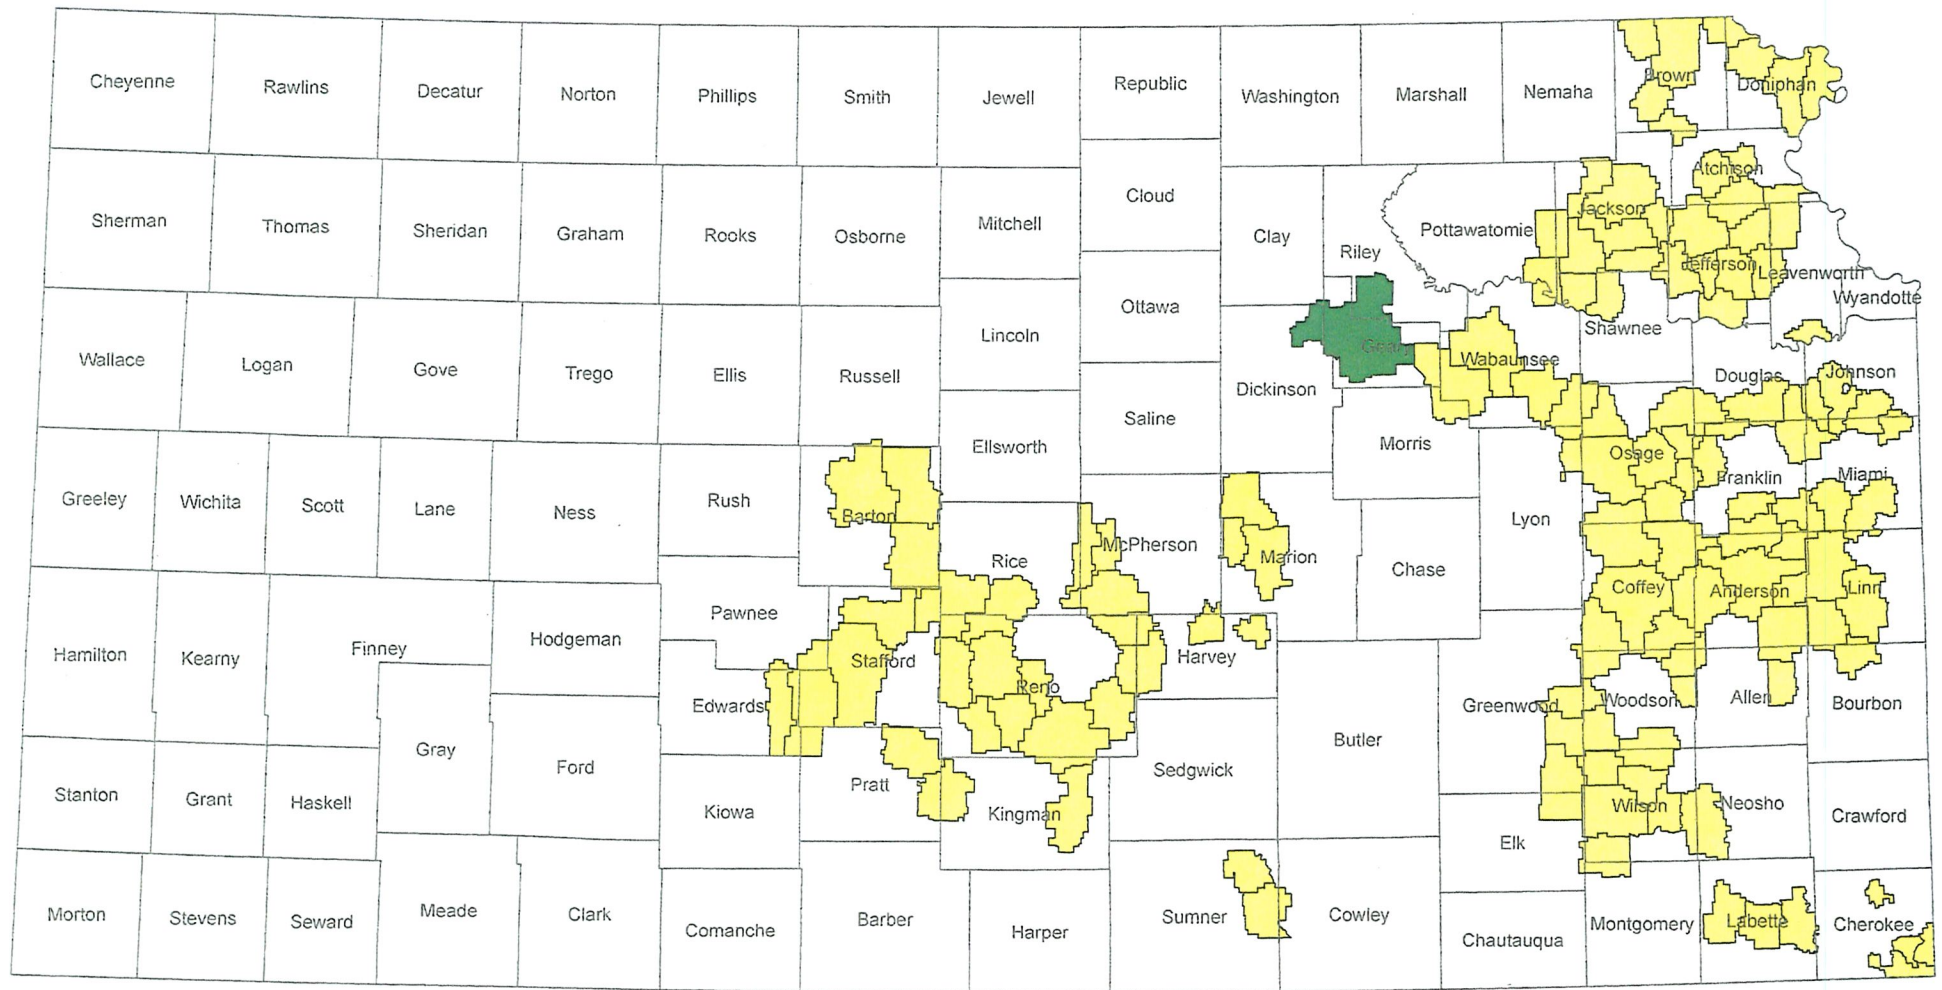 Cheyenne
Rawlins
Decatur
Norton
Phillips
Smith
Jewell
Republic
Washington
Marshall
Nemaha
Brown
Doniphan
Sherman
Thomas
Sheridan
Graham
Rooks
Osborne
Mitchell
Cloud
Clay
Riley
Pottawatomie
Jackson
Atchison
Jefferson
Leavenworth
Wyandotte
Wallace
Logan
Gove
Trego
Ellis
Russell
Lincoln
Ottawa
Saline
Dickinson
Geary
Wabaunsee
Shawnee
Douglas
Johnson
Greeley
Wichita
Scott
Lane
Ness
Rush
Barton
Ellsworth
Rice
McPherson
Marion
Morris
Chase
Lyon
Osage
Franklin
Miami
Hamilton
Kearny
Finney
Hodgeman
Pawnee
Edwards
Stafford
Reno
Harvey
Coffey
Anderson
Linn
Stanton
Grant
Haskell
Gray
Ford
Kiowa
Pratt
Kingman
Sedgwick
Butler
Greenwood
Woodson
Allen
Bourbon
Elk
Wilson
Neosho
Crawford
Morton
Stevens
Seward
Meade
Clark
Comanche
Barber
Harper
Sumner
Cowley
Chautauqua
Montgomery
Labette
Cherokee